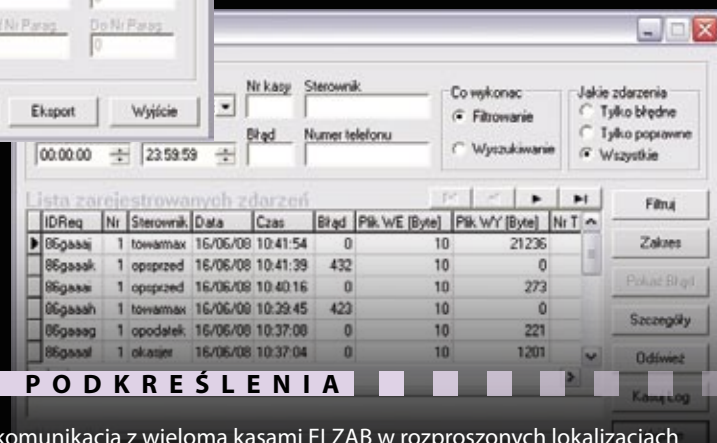 Nr Parag. Do Nr Parag.
0
Eksport Wyjście
Nr kasy Sterownik
Co wykonac
Jakie zdarzenia
Filtrowanie
Wyszukiwanie
Tylko błędne
Tylko poprawne
Wszystkie
Błąd Numer telefonu
00:00:00 23:59:59
Lista zarejestrowanych zdarzeń
IDReq Nr Sterownik Data Czas Błąd Plik WE [Byte] Plik WY [Byte] Nr T
86gaaaj 1 towarmax 16/06/08 10:41:54 0 10 21236
86gaaak 1 opsprzed 16/06/08 10:41:39 432 10 0
86gaaai 1 opsprzed 16/06/08 10:40:16 0 10 273
86gaaah 1 towarmax 16/06/08 10:39:45 423 10 0
86gaaag 1 opodatek 16/06/08 10:37:08 0 10 221
86gaaaf 1 okasjer 16/06/08 10:37:04 0 10 1201
Filtruj
Zakres
Pokaż Błąd
Szczegóły
Odśwież
Kasuj Log
PODKREŚLENIA
komunikacja z wieloma kasami ELZAB w rozproszonych lokalizacjach